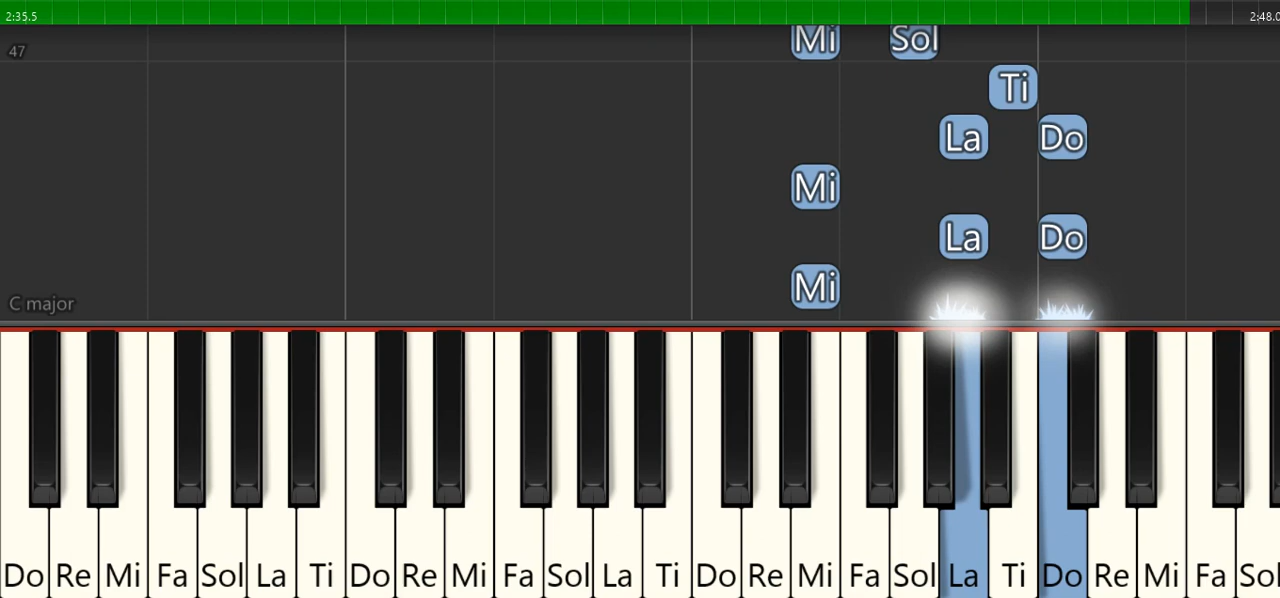 2:35.5 2:48.0
47 Mi Sol
Ti
La Do
Mi
La Do
C major Mi
Do Re Mi Fa Sol La Ti Do Re Mi Fa Sol La Ti Do Re Mi Fa Sol La Ti Do Re Mi Fa Sol